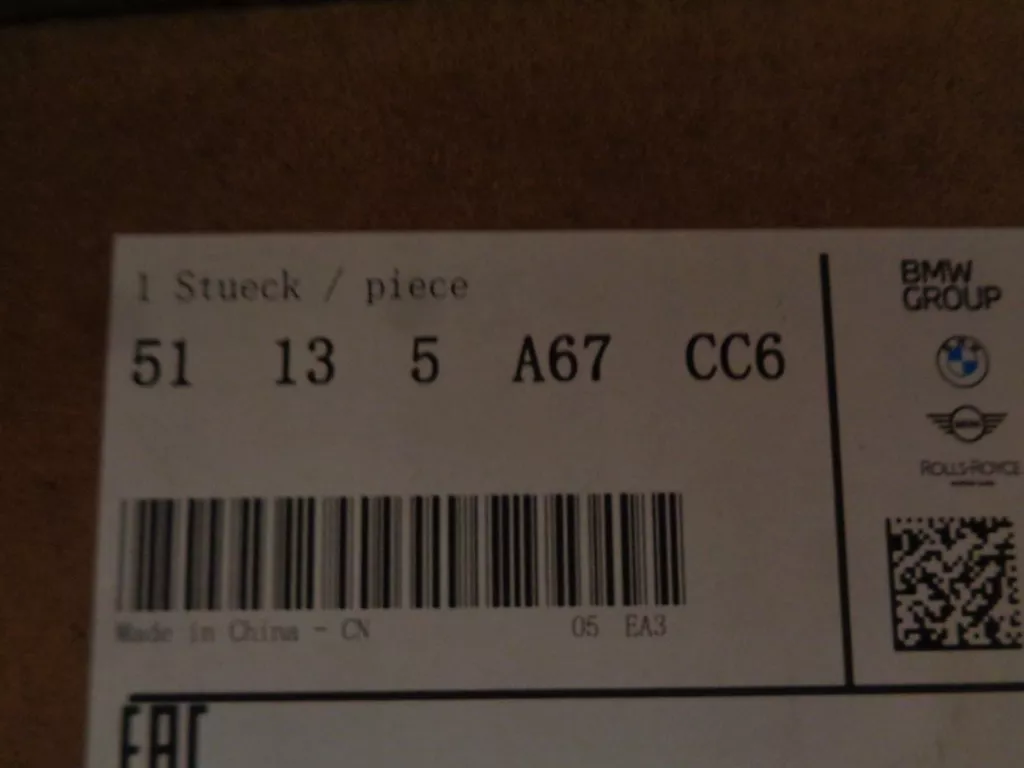 1 Stueck / piece
51 13 5 A67 CC6
Made in China - CN 05 EA3
EAC
BMW
GROUP
MINI
ROLLS-ROYCE